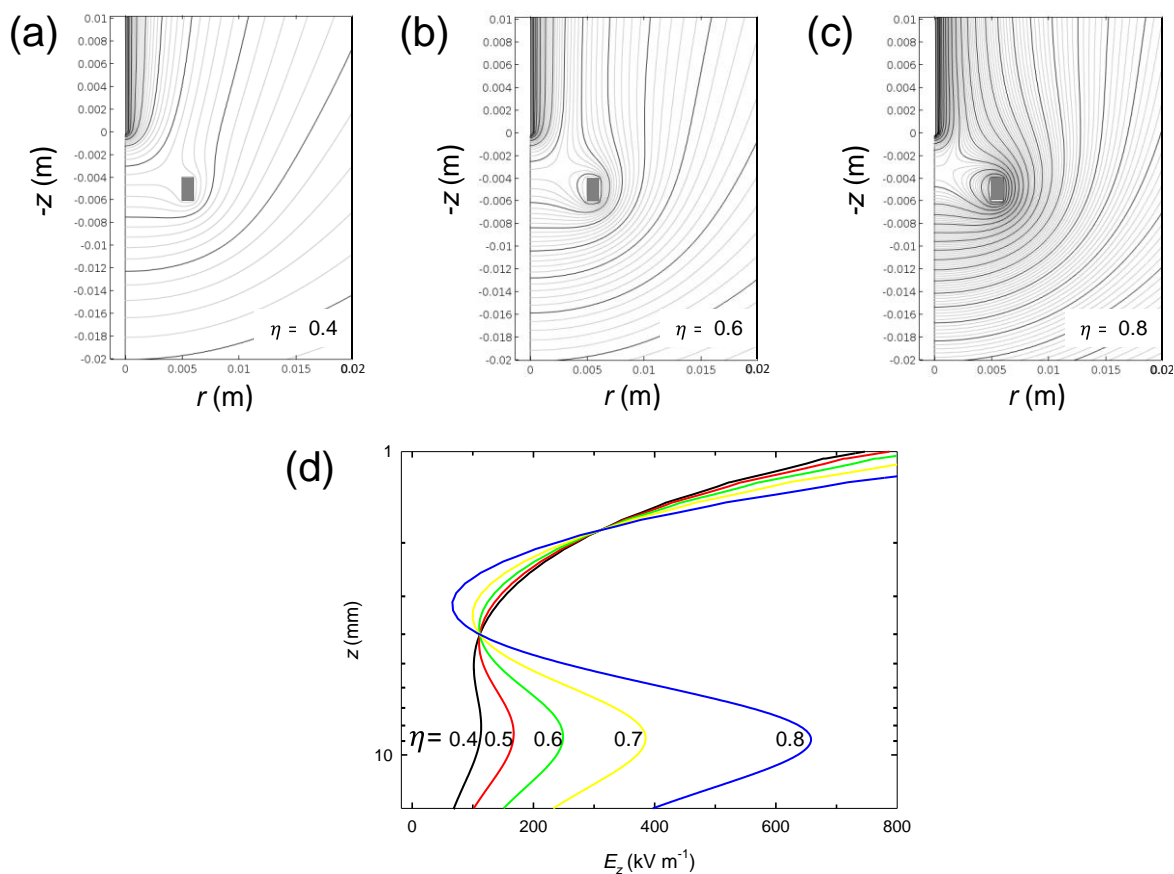 (a)
0.01
0.008
0.006
0.004
0.002
0
-0.002
-0.004
-0.006
-0.008
-0.01
-0.012
-0.014
-0.016
-0.018
-0.02
-z (m)
η = 0.4
0 0.005 0.01 0.015 0.02
r (m)
(b)
0.01
0.008
0.006
0.004
0.002
0
-0.002
-0.004
-0.006
-0.008
-0.01
-0.012
-0.014
-0.016
-0.018
-0.02
-z (m)
η = 0.6
0 0.005 0.01 0.015 0.02
r (m)
(c)
0.01
0.008
0.006
0.004
0.002
0
-0.002
-0.004
-0.006
-0.008
-0.01
-0.012
-0.014
-0.016
-0.018
-0.02
-z (m)
η = 0.8
0 0.005 0.01 0.015 0.02
r (m)
(d)
1
10
z (mm)
η = 0.4 0.5 0.6 0.7 0.8
0 200 400 600 800
E_z (kV m⁻¹)